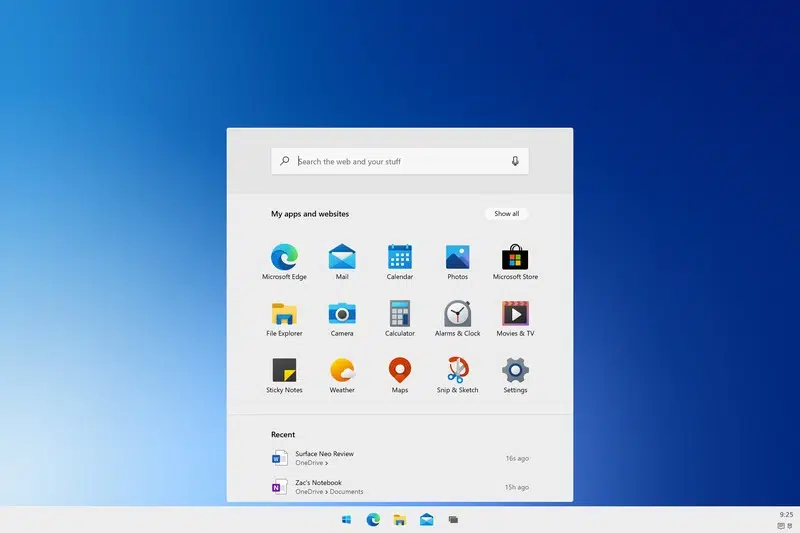 Search the web and your stuff
My apps and websites
Show all
Microsoft Edge
Mail
Calendar
Photos
Microsoft Store
File Explorer
Camera
Calculator
Alarms & Clock
Movies & TV
Sticky Notes
Weather
Maps
Snip & Sketch
Settings
Recent
Surface Neo Review
16s ago
OneDrive >
Zac's Notebook
15h ago
OneDrive > Documents
9:25